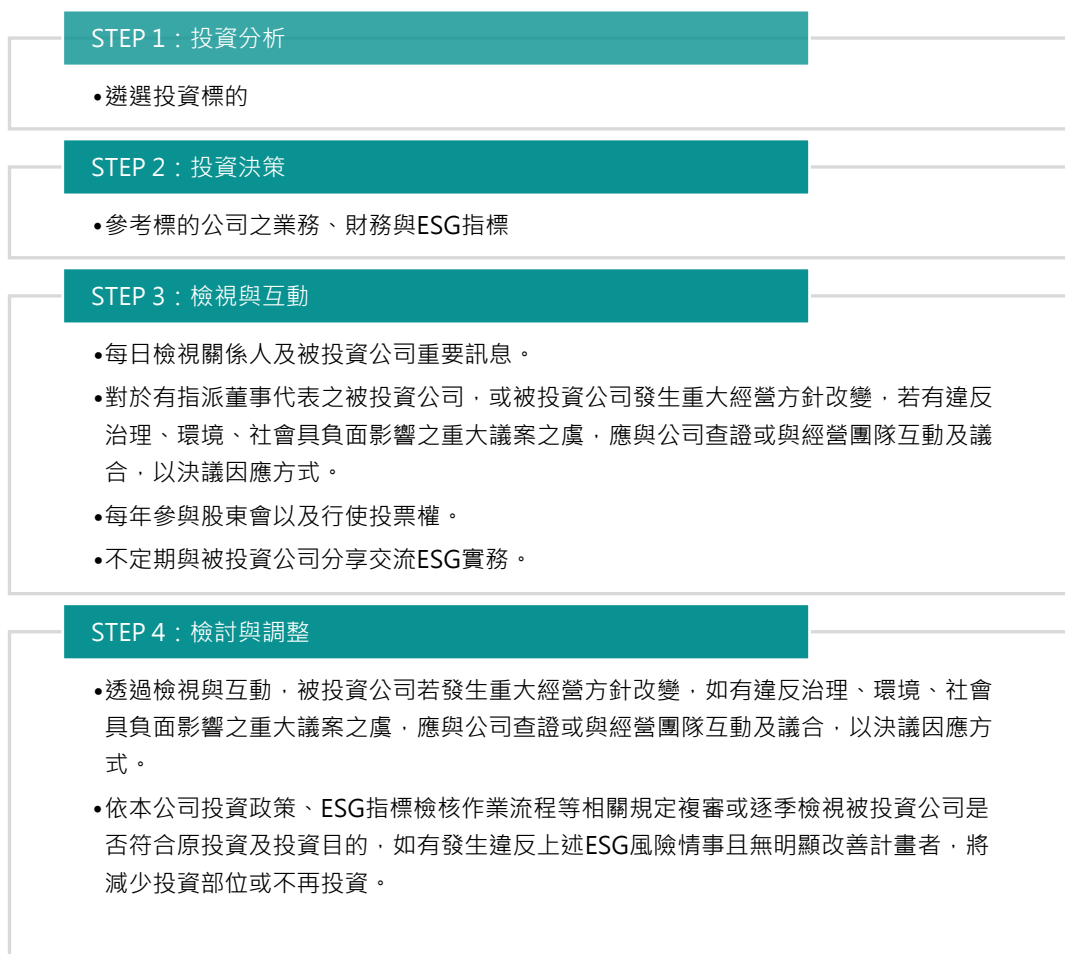 STEP 1：投資分析
•遴選投資標的
STEP 2：投資決策
•參考標的公司之業務、財務與ESG指標
STEP 3：檢視與互動
•每日檢視關係人及被投資公司重要訊息。
•對於有指派董事代表之被投資公司，或被投資公司發生重大經營方針改變，若有違反
治理、環境、社會具負面影響之重大議案之虞，應與公司查證或與經營團隊互動及議
合，以決議因應方式。
•每年參與股東會以及行使投票權。
•不定期與被投資公司分享交流ESG實務。
STEP 4：檢討與調整
•透過檢視與互動，被投資公司若發生重大經營方針改變，如有違反治理、環境、社會
具負面影響之重大議案之虞，應與公司查證或與經營團隊互動及議合，以決議因應方
式。
•依本公司投資政策、ESG指標檢核作業流程等相關規定複審或逐季檢視被投資公司是
否符合原投資及投資目的，如有發生違反上述ESG風險情事且無明顯改善計畫者，將
減少投資部位或不再投資。